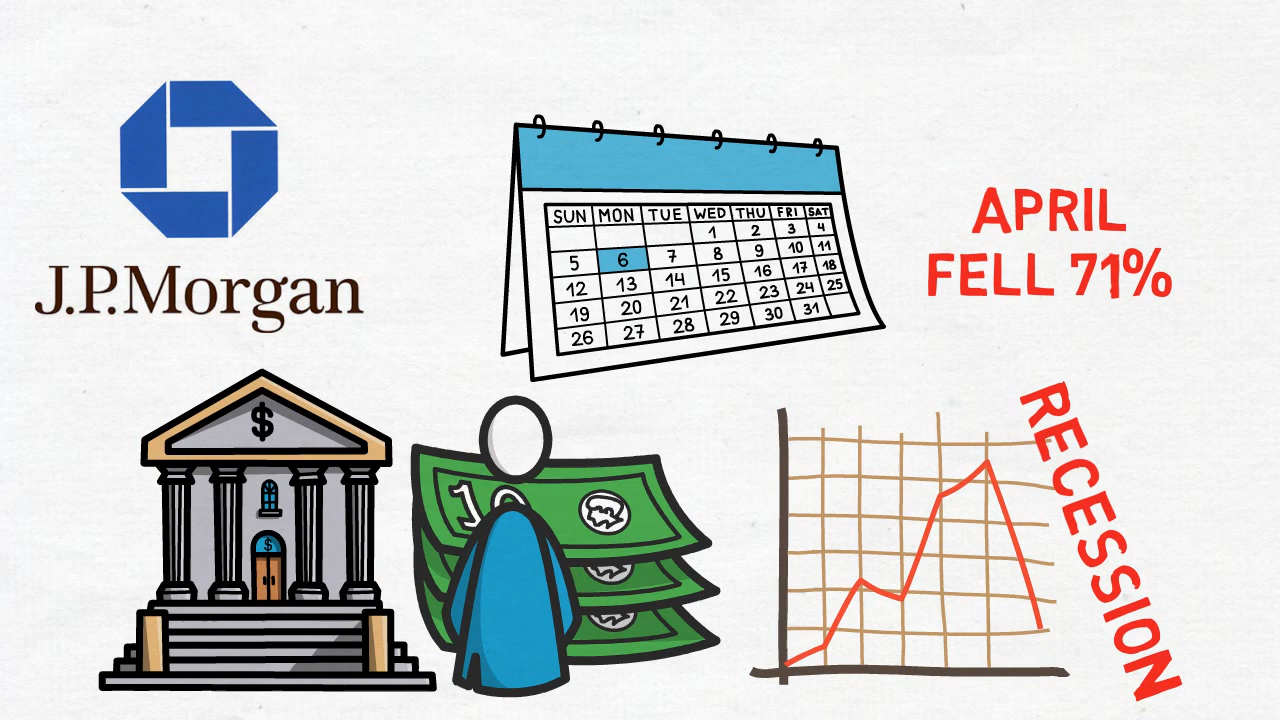 J.P.Morgan
SUN MON TUE WED THU FRI SAT
1 2 3 4
5 6 7 8 9 10 11
12 13 14 15 16 17 18
19 20 21 22 23 24 25
26 27 28 29 30 31
APRIL
FELL 71%
$
$
10
RECESSION